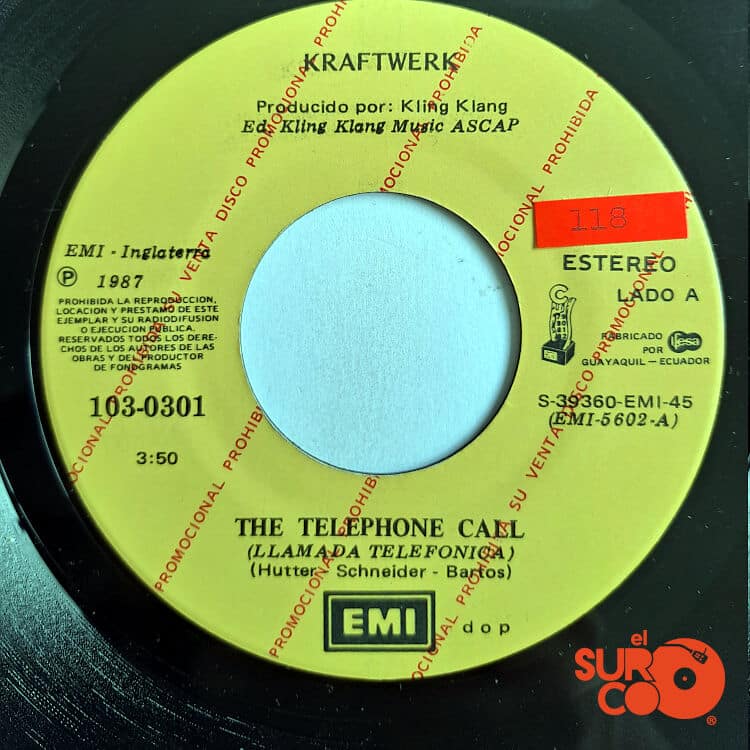 KRAFTWERK
Producido por: Kling Klang
Ed. Kling Klang Music ASCAP
EMI - Inglaterra
Ⓟ 1987
PROHIBIDA LA REPRODUCCION,
LOCACION Y PRESTAMO DE ESTE
EJEMPLAR Y SU RADIODIFUSION
O EJECUCION PUBLICA.
RESERVADOS TODOS LOS DERE-
CHOS DE LOS AUTORES DE LAS
OBRAS Y DEL PRODUCTOR
DE FONOGRAMAS
103-0301
3:50
118
ESTEREO
LADO A
FABRICADO
POR
GUAYAQUIL — ECUADOR
S-39360-EMI-45
(EMI-5602-A)
THE TELEPHONE CALL
(LLAMADA TELEFONICA)
(Hutter Schneider - Bartos)
EMI
dop
DISCO PROMOCIONAL PROHIBIDA SU VENTA
el
SURCO
®